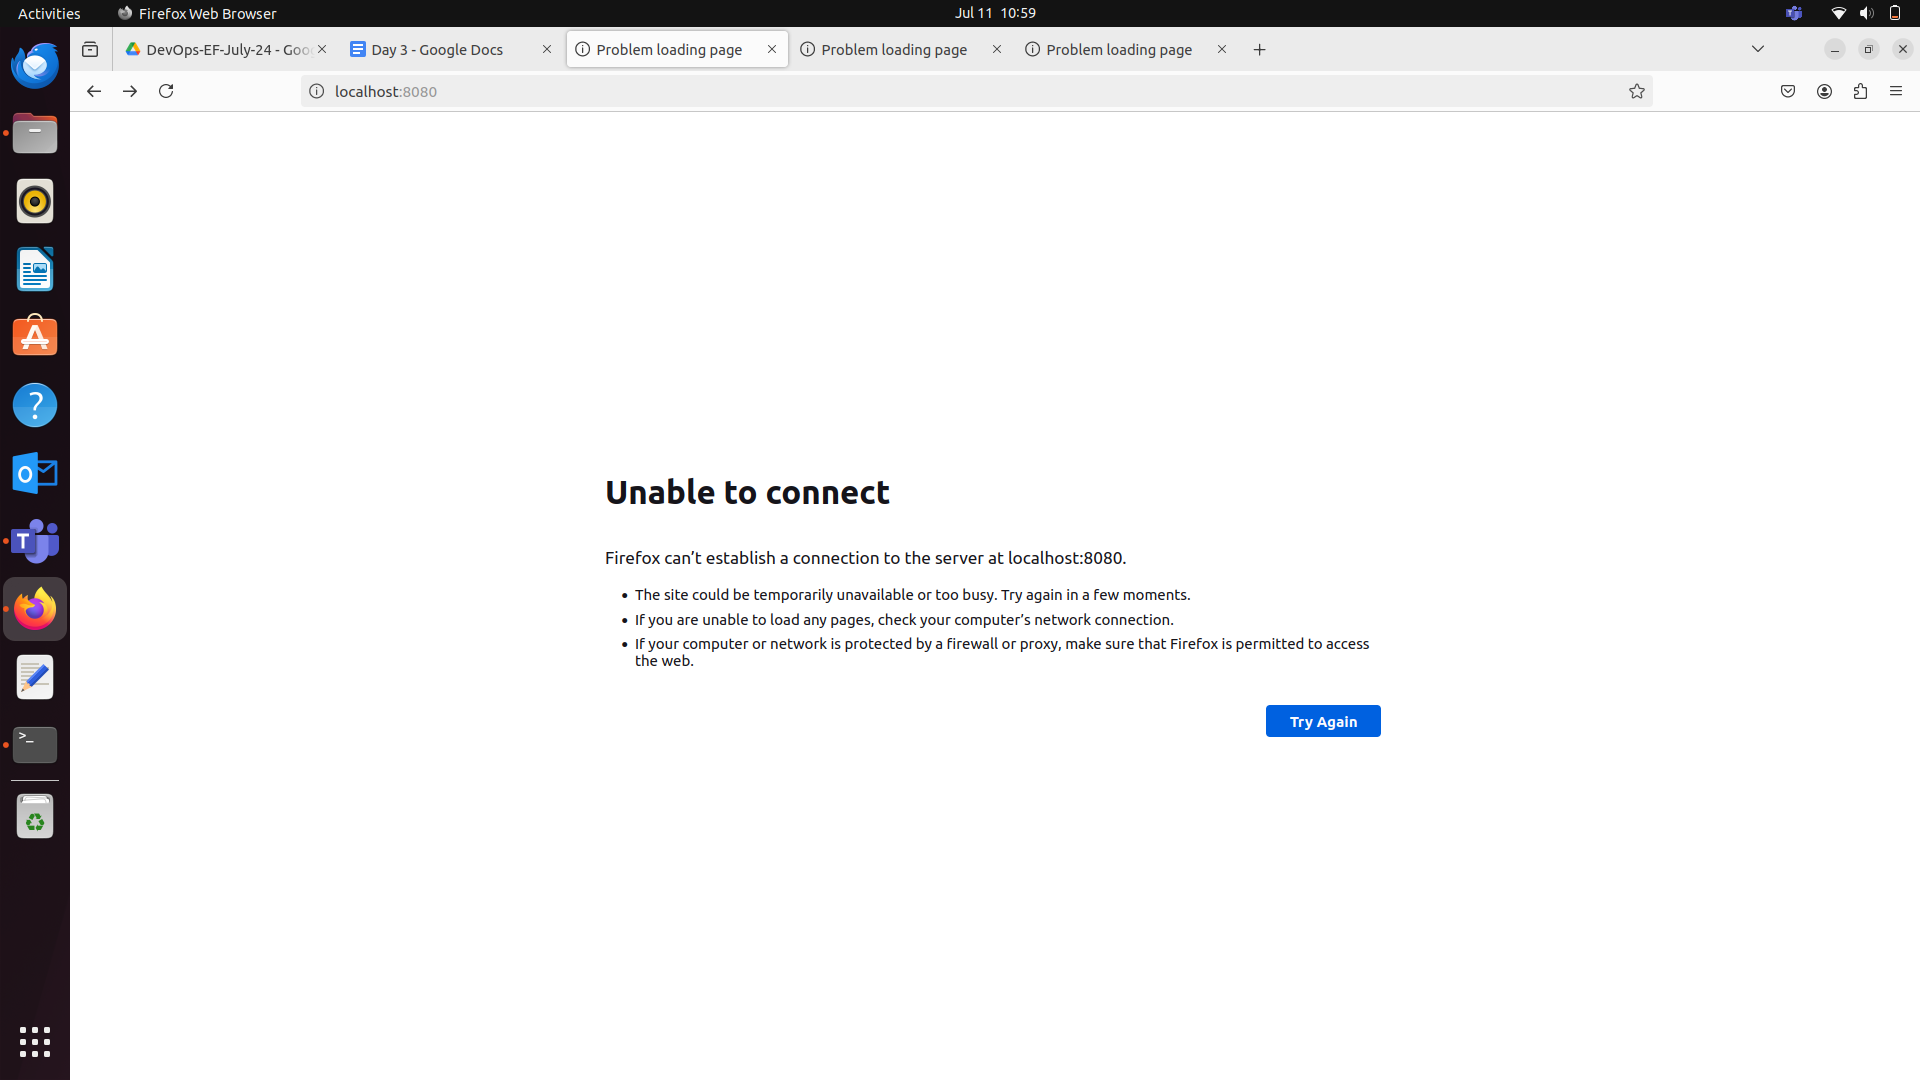 Activities
Firefox Web Browser
Jul 11 10:59
DevOps-EF-July-24 - Goo
Day 3 - Google Docs
Problem loading page
Problem loading page
Problem loading page
localhost:8080
Unable to connect
Firefox can’t establish a connection to the server at localhost:8080.
• The site could be temporarily unavailable or too busy. Try again in a few moments.
• If you are unable to load any pages, check your computer’s network connection.
• If your computer or network is protected by a firewall or proxy, make sure that Firefox is permitted to access
the web.
Try Again